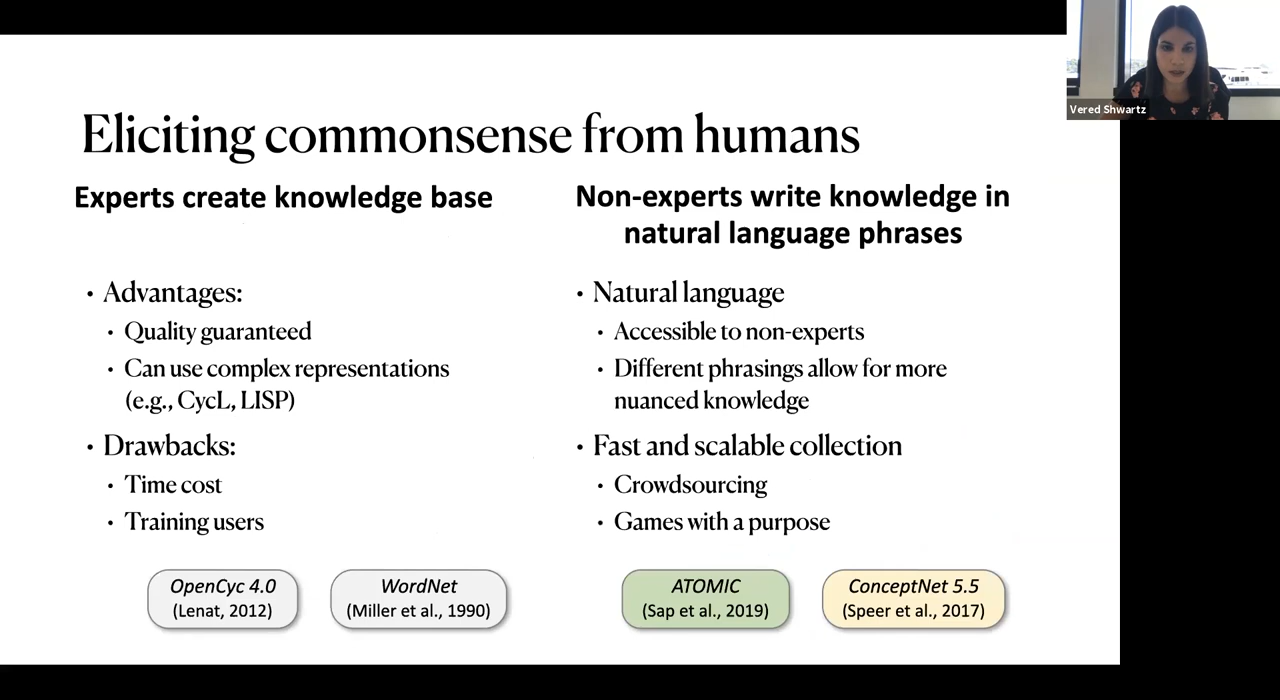 Vered Shwartz
Eliciting commonsense from humans
Experts create knowledge base
• Advantages:
• Quality guaranteed
• Can use complex representations
(e.g., CycL, LISP)
• Drawbacks:
• Time cost
• Training users
OpenCyc 4.0
(Lenat, 2012)
WordNet
(Miller et al., 1990)
Non-experts write knowledge in
natural language phrases
• Natural language
• Accessible to non-experts
• Different phrasings allow for more
nuanced knowledge
• Fast and scalable collection
• Crowdsourcing
• Games with a purpose
ATOMIC
(Sap et al., 2019)
ConceptNet 5.5
(Speer et al., 2017)